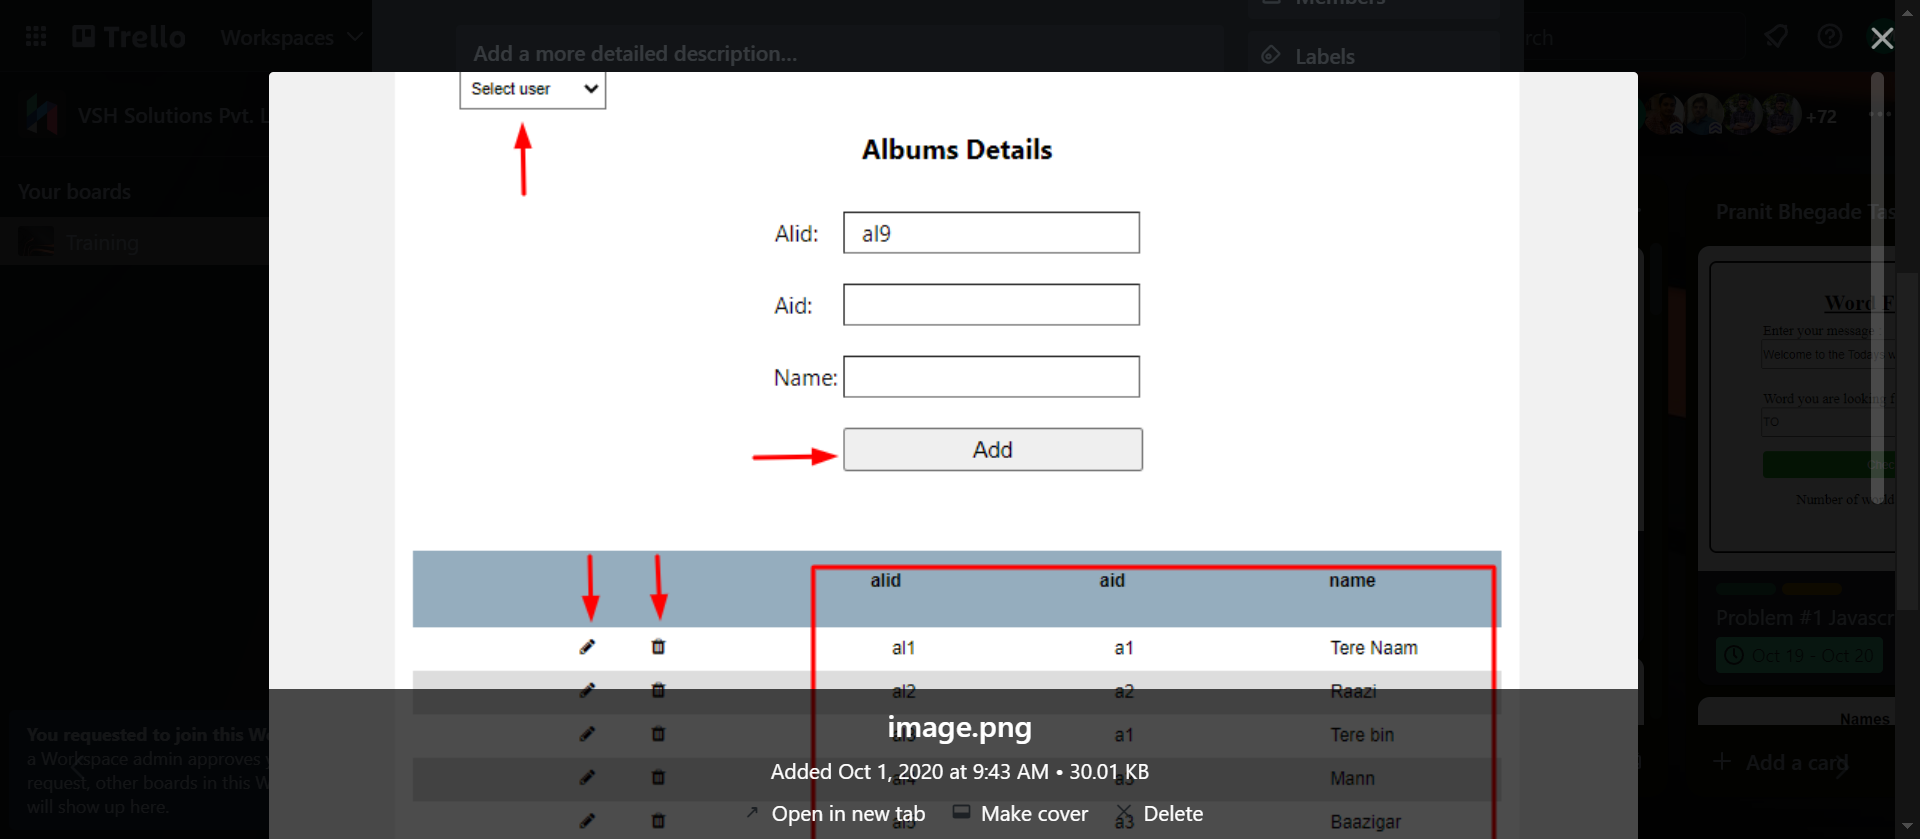 Members
Trello
Workspaces
Add a more detailed description...
Labels
rch
VSH Solutions Pvt. L
+72
Your boards
Training
Pranit Bhegade Tas
Select user
Albums Details
Alid: al9
Aid:
Name:
Add
alid aid name
al1 a1 Tere Naam
al2 a2 Raazi
a1 Tere bin
Mann
a3 Baazigar
image.png
Added Oct 1, 2020 at 9:43 AM • 30.01 KB
Open in new tab Make cover Delete
Word F
Enter your message :
Welcome to the Todays w
Word you are looking f
TO
Number of world
Problem #1 Javascr
Oct 19 - Oct 20
Names
Add a card
You requested to join this Wo
a Workspace admin approves y
request, other boards in this W
will show up here.